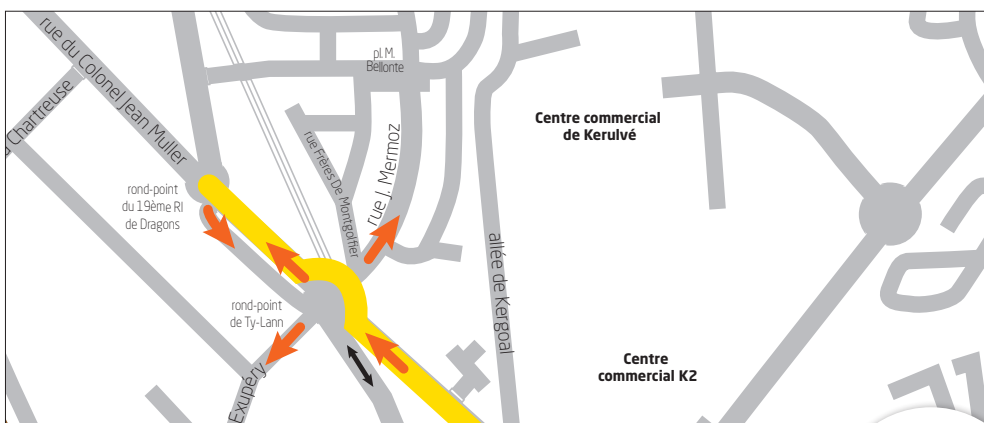 rue du Colonel Jean Muller
Chartreuse
pl. M.
Bellonte
Centre commercial
de Kerulvé
rue Frères De Montgolfier
rue J. Mermoz
rond-point
du 19ème RI
de Dragons
allée de Kergoal
rond-point
de Ty-Lann
Exupéry
Centre
commercial K2